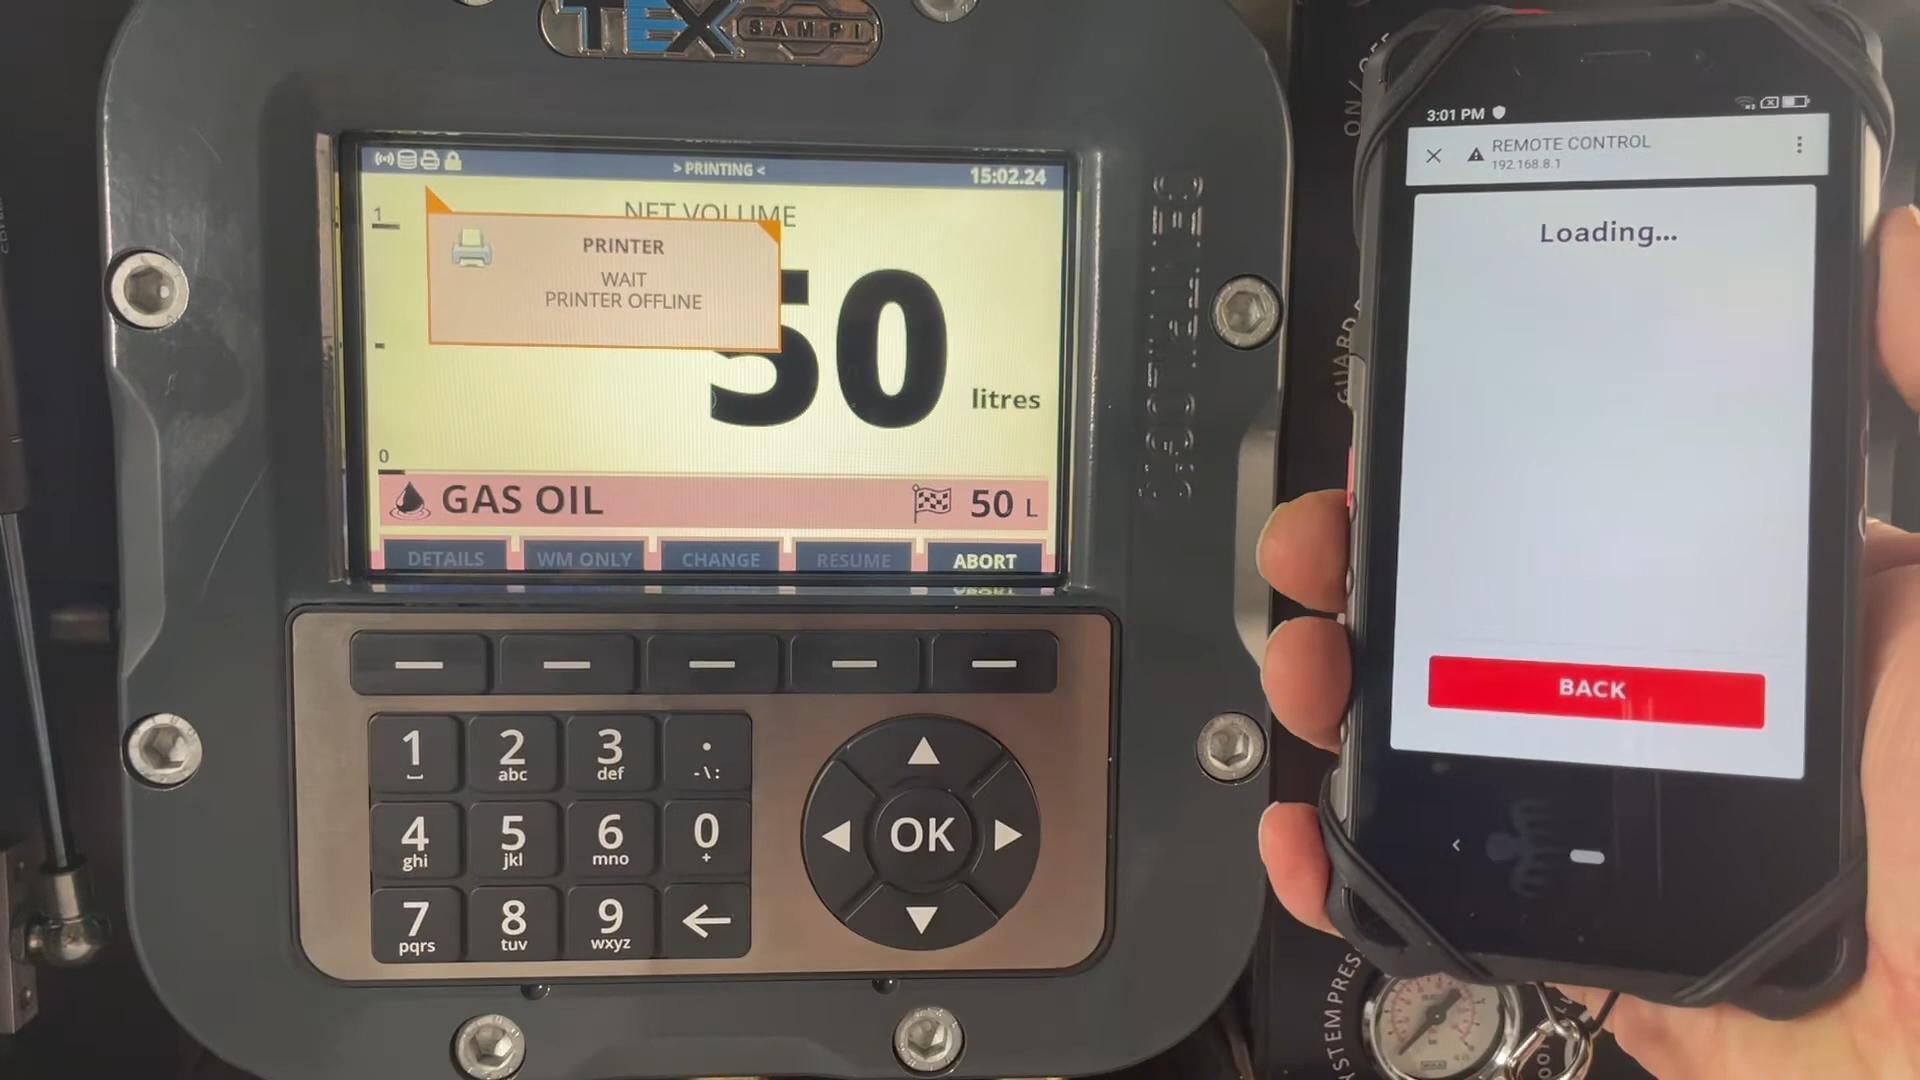 TEX SAMPI
> PRINTING <
15.02.24
1
NET VOLUME
PRINTER
WAIT
PRINTER OFFLINE
50
litres
0
GAS OIL
50 L
DETAILS
WM ONLY
CHANGE
RESUME
ABORT
1
2 abc
3 def
. -\:
4 ghi
5 jkl
6 mno
0 +
7 pqrs
8 tuv
9 wxyz
OK
ON/OFF
3:01 PM
REMOTE CONTROL
192.168.8.1
Loading...
BACK